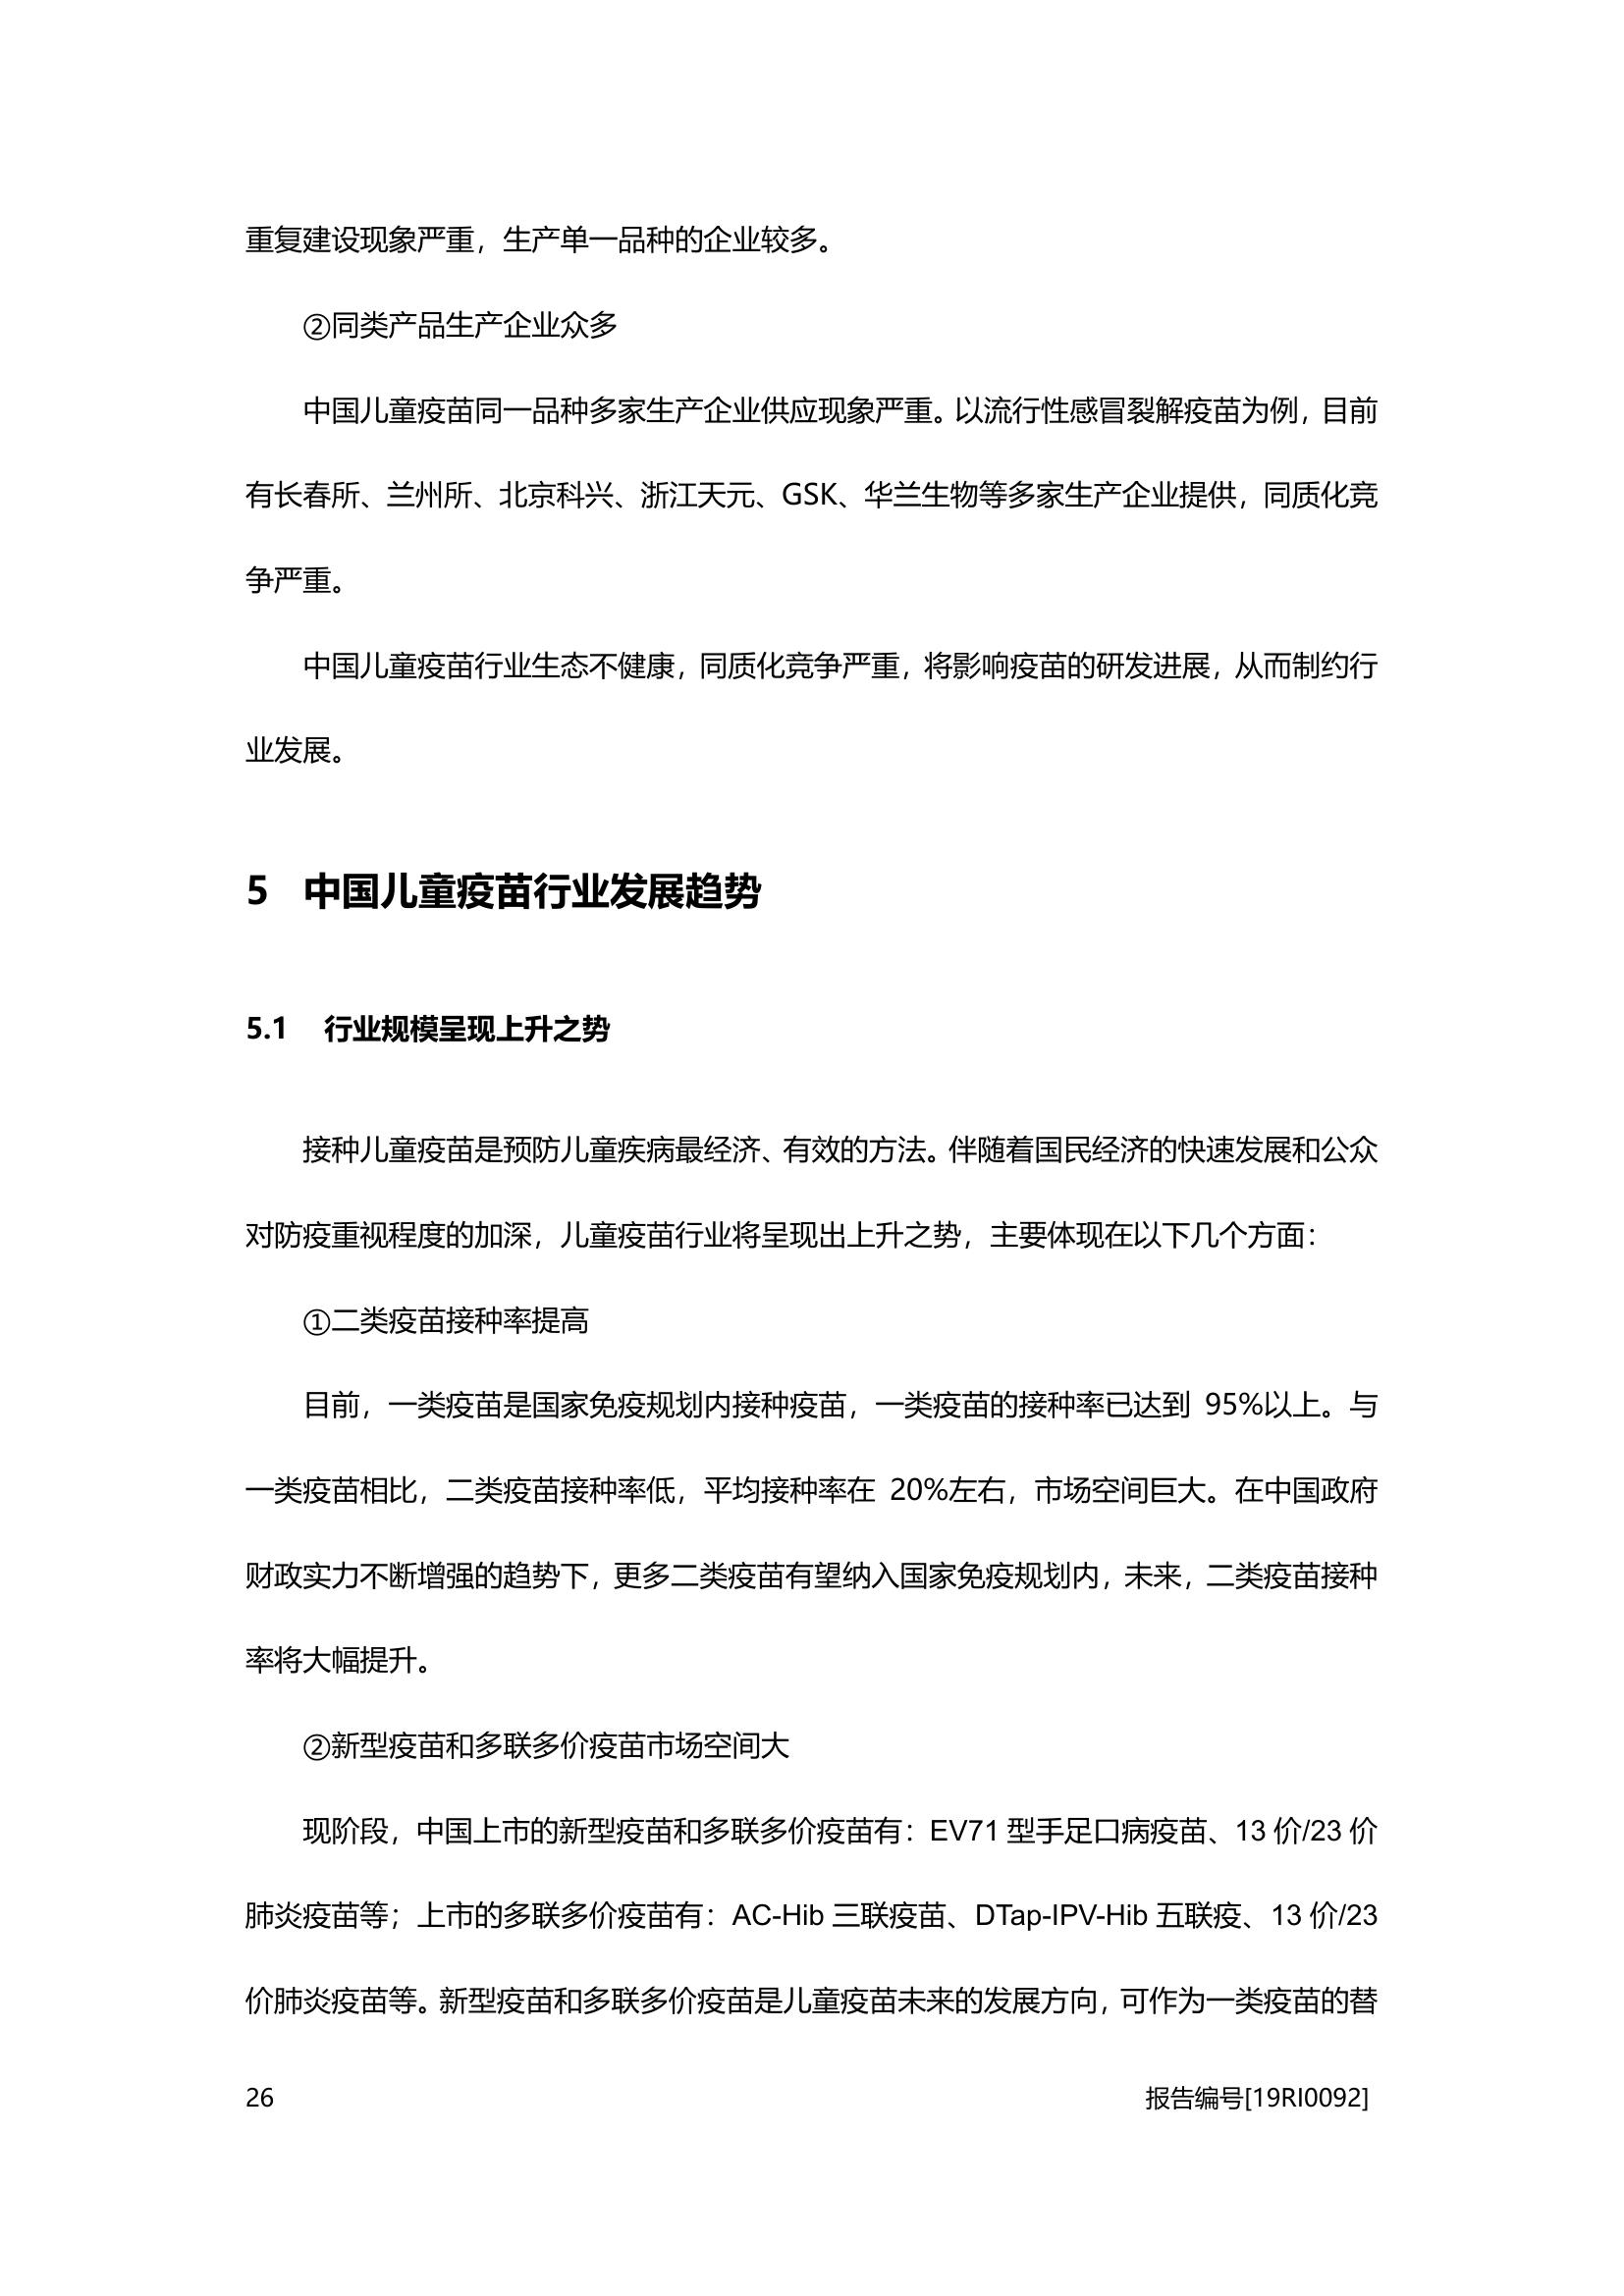 重复建设现象严重，生产单一品种的企业较多。
②同类产品生产企业众多
中国儿童疫苗同一品种多家生产企业供应现象严重。以流行性感冒裂解疫苗为例，目前
有长春所、兰州所、北京科兴、浙江天元、GSK、华兰生物等多家生产企业提供，同质化竞
争严重。
中国儿童疫苗行业生态不健康，同质化竞争严重，将影响疫苗的研发进展，从而制约行
业发展。
5 中国儿童疫苗行业发展趋势
5.1 行业规模呈现上升之势
接种儿童疫苗是预防儿童疾病最经济、有效的方法。伴随着国民经济的快速发展和公众
对防疫重视程度的加深，儿童疫苗行业将呈现出上升之势，主要体现在以下几个方面：
①二类疫苗接种率提高
目前，一类疫苗是国家免疫规划内接种疫苗，一类疫苗的接种率已达到 95%以上。与
一类疫苗相比，二类疫苗接种率低，平均接种率在 20%左右，市场空间巨大。在中国政府
财政实力不断增强的趋势下，更多二类疫苗有望纳入国家免疫规划内，未来，二类疫苗接种
率将大幅提升。
②新型疫苗和多联多价疫苗市场空间大
现阶段，中国上市的新型疫苗和多联多价疫苗有：EV71 型手足口病疫苗、13 价/23 价
肺炎疫苗等；上市的多联多价疫苗有：AC-Hib 三联疫苗、DTap-IPV-Hib 五联疫、13 价/23
价肺炎疫苗等。新型疫苗和多联多价疫苗是儿童疫苗未来的发展方向，可作为一类疫苗的替
26 报告编号[19RI0092]